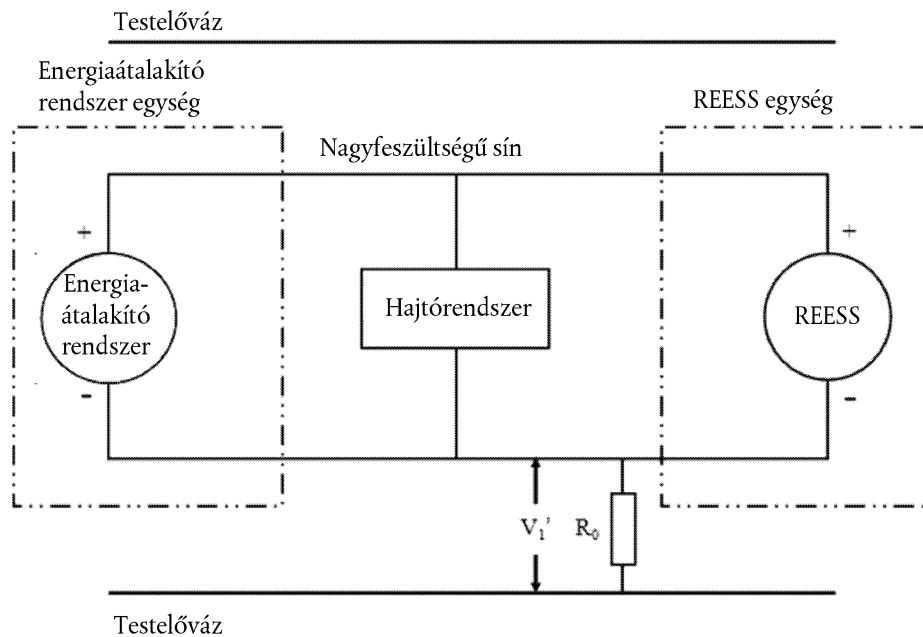 Testelőváz
Energiaátalakító
rendszer egység
REESS egység
Nagyfeszültségű sín
+
+
Energia-
átalakító
rendszer
Hajtórendszer
REESS
-
-
V₁'
R₀
Testelőváz